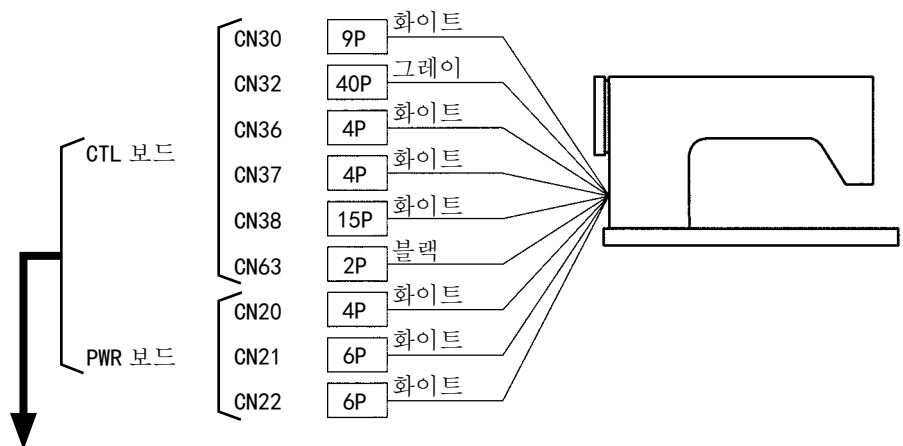 CN30 9P 화이트
CN32 40P 그레이
CN36 4P 화이트
CTL 보드
CN37 4P 화이트
CN38 15P 화이트
CN63 2P 블랙
CN20 4P 화이트
PWR 보드
CN21 6P 화이트
CN22 6P 화이트